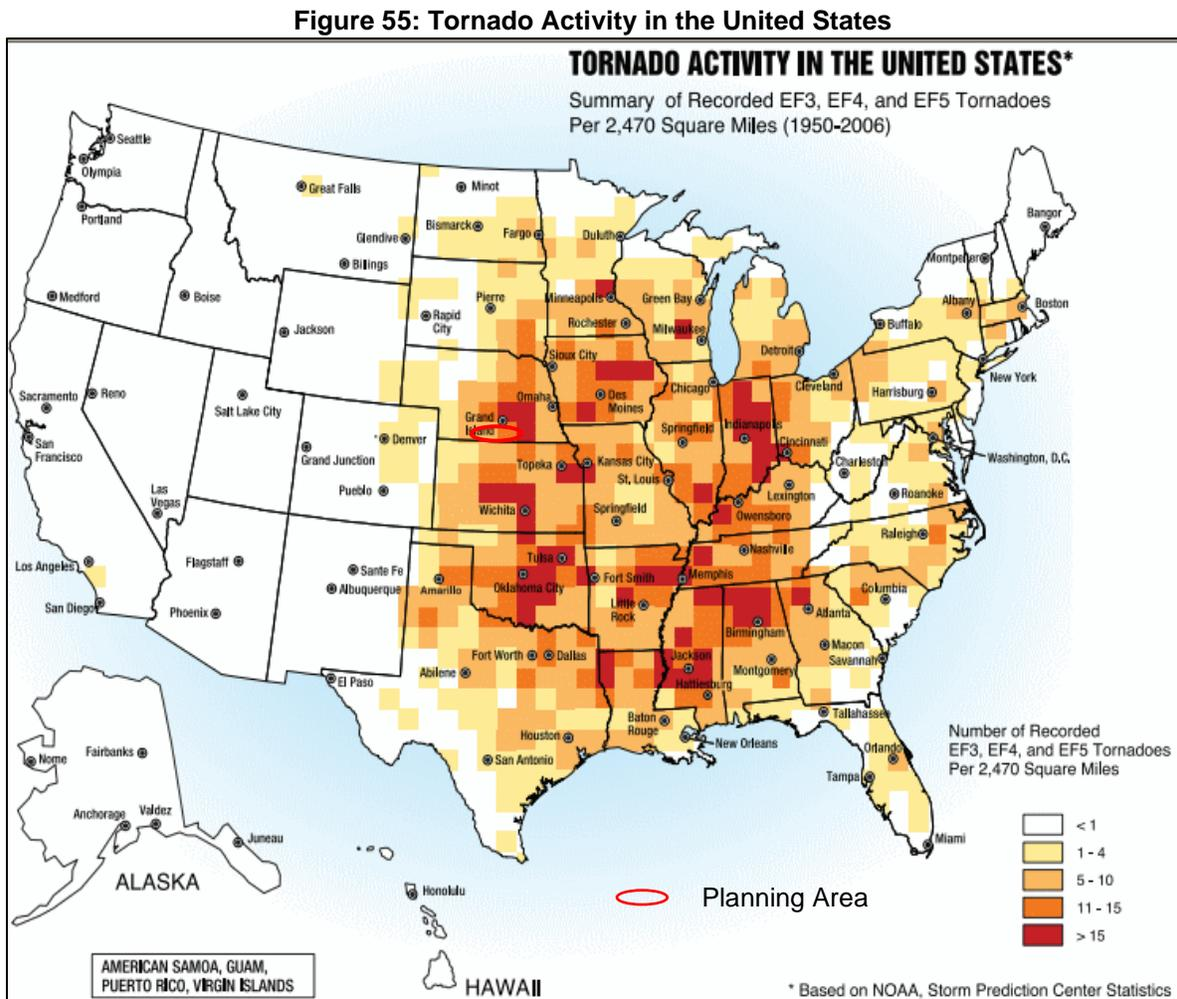 Figure 55: Tornado Activity in the United States
TORNADO ACTIVITY IN THE UNITED STATES*
Summary of Recorded EF3, EF4, and EF5 Tornadoes
Per 2,470 Square Miles (1950-2006)
Seattle
Olympia
Portland
Great Falls
Minot
Bangor
Bismarck
Fargo
Duluth
Glendive
Billings
Montpelier
Medford
Boise
Jackson
Rapid
City
Pierre
Minneapolis
Green Bay
Rochester
Milwaukee
Albany
Boston
Buffalo
Detroit
Sioux City
Chicago
Cleveland
New York
Sacramento
Reno
Salt Lake City
Omaha
Des
Moines
Harrisburg
San
Francisco
Denver
Grand
Island
Grand Junction
Springfield
Indianapolis
Cincinnati
Washington, D.C.
Topeka
Kansas City
St. Louis
Charleston
Las
Vegas
Pueblo
Wichita
Springfield
Lexington
Owensboro
Roanoke
Raleigh
Los Angeles
Flagstaff
Santa Fe
Albuquerque
Amarillo
Tulsa
Oklahoma City
Fort Smith
Memphis
Nashville
San Diego
Phoenix
Little
Rock
Columbia
Atlanta
Birmingham
Macon
Savannah
El Paso
Abilene
Fort Worth
Dallas
Jackson
Hattiesburg
Montgomery
Tallahassee
Baton
Rouge
New Orleans
Houston
San Antonio
Orlando
Tampa
Miami
Nome
Fairbanks
Anchorage
Valdez
Juneau
ALASKA
Honolulu
HAWAII
AMERICAN SAMOA, GUAM,
PUERTO RICO, VIRGIN ISLANDS
Planning Area
Number of Recorded
EF3, EF4, and EF5 Tornadoes
Per 2,470 Square Miles
< 1
1 - 4
5 - 10
11 - 15
> 15
* Based on NOAA, Storm Prediction Center Statistics